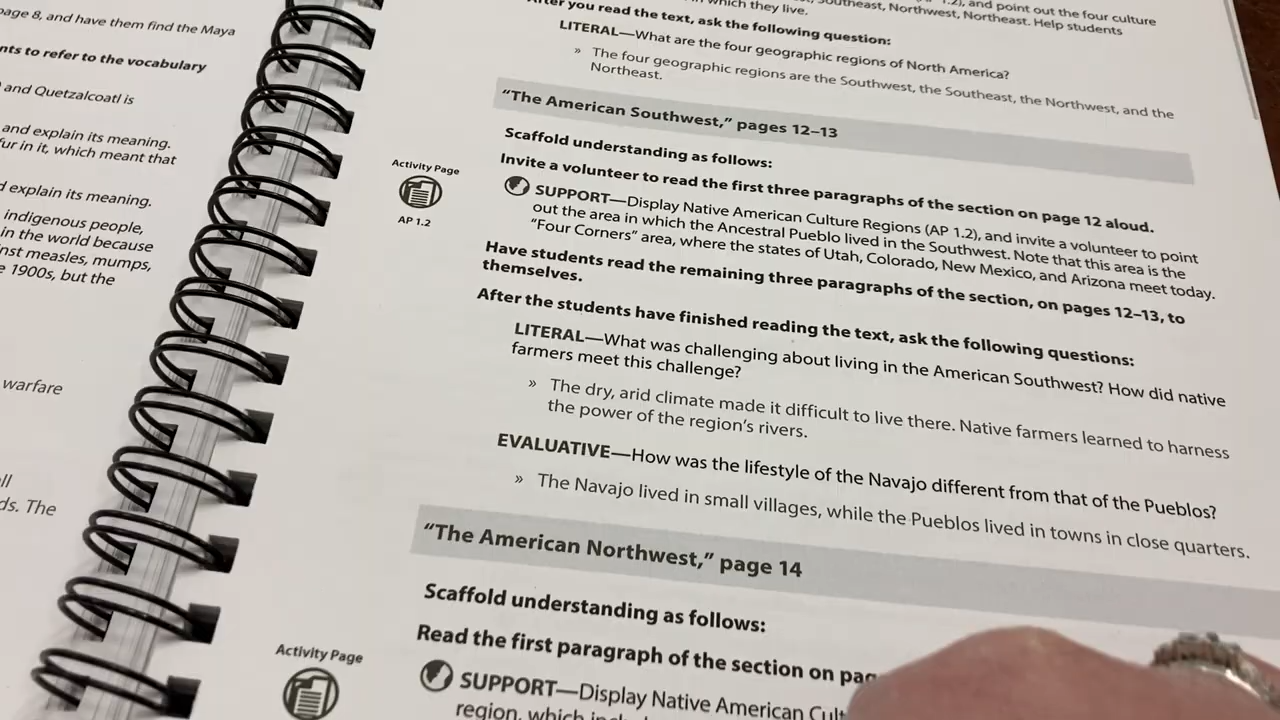 page 8, and have them find the Maya
nts to refer to the vocabulary
and Quetzalcoatl is
and explain its meaning.
fur in it, which meant that
explain its meaning.
indigenous people,
in the world because
inst measles, mumps,
1900s, but the
warfare
ds. The
1.2), and point out the four culture
in which they live. Southeast, Northwest, Northeast. Help students
After you read the text, ask the following question:
LITERAL—What are the four geographic regions of North America?
» The four geographic regions are the Southwest, the Southeast, the Northwest, and the
Northeast.
"The American Southwest," pages 12–13
Scaffold understanding as follows:
Invite a volunteer to read the first three paragraphs of the section on page 12 aloud.
Activity Page
AP 1.2
SUPPORT—Display Native American Culture Regions (AP 1.2), and invite a volunteer to point
out the area in which the Ancestral Pueblo lived in the Southwest. Note that this area is the
"Four Corners" area, where the states of Utah, Colorado, New Mexico, and Arizona meet today.
Have students read the remaining three paragraphs of the section, on pages 12–13, to
themselves.
After the students have finished reading the text, ask the following questions:
LITERAL—What was challenging about living in the American Southwest? How did native
farmers meet this challenge?
» The dry, arid climate made it difficult to live there. Native farmers learned to harness
the power of the region's rivers.
EVALUATIVE—How was the lifestyle of the Navajo different from that of the Pueblos?
» The Navajo lived in small villages, while the Pueblos lived in towns in close quarters.
"The American Northwest," page 14
Scaffold understanding as follows:
Read the first paragraph of the section on pag
Activity Page
SUPPORT—Display Native American Cult
region, which